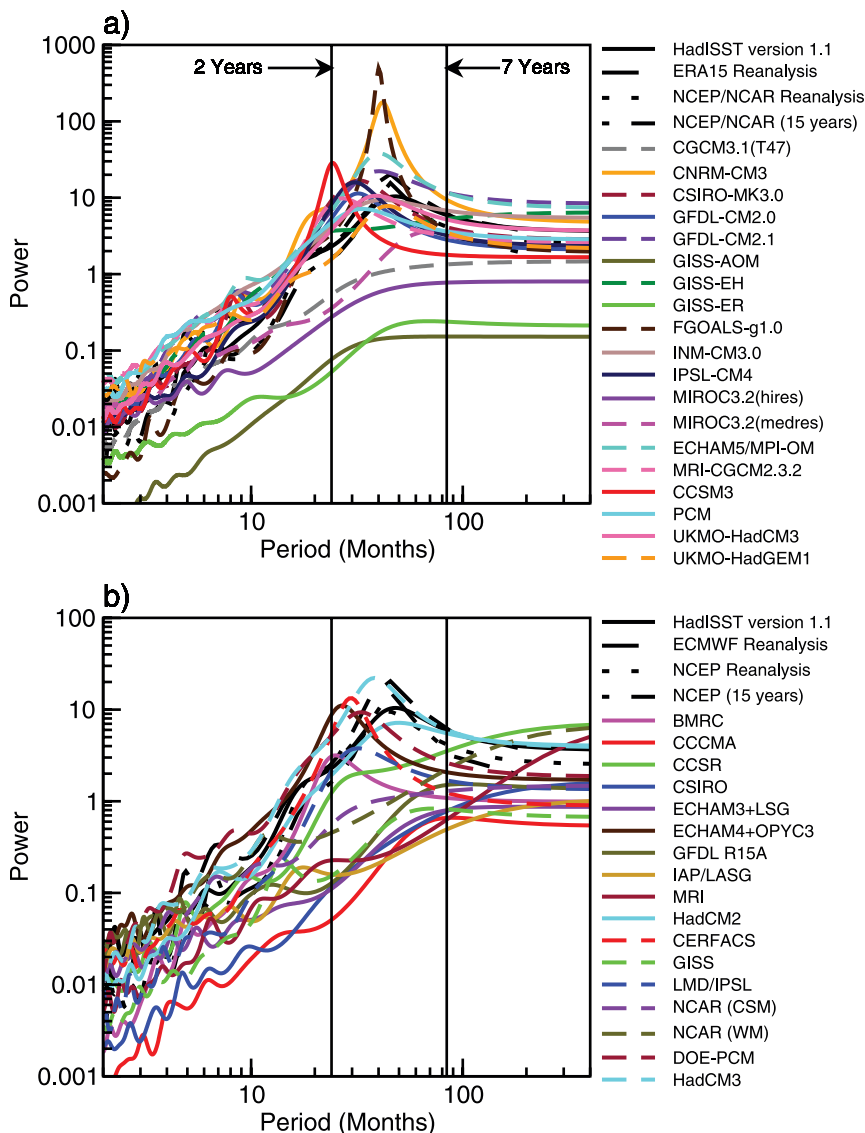 a)
1000
100
10
1
0.1
0.01
0.001
Power
2 Years
7 Years
10
100
Period (Months)
HadISST version 1.1
ERA15 Reanalysis
NCEP/NCAR Reanalysis
NCEP/NCAR (15 years)
CGCM3.1(T47)
CNRM-CM3
CSIRO-MK3.0
GFDL-CM2.0
GFDL-CM2.1
GISS-AOM
GISS-EH
GISS-ER
FGOALS-g1.0
INM-CM3.0
IPSL-CM4
MIROC3.2(hires)
MIROC3.2(medres)
ECHAM5/MPI-OM
MRI-CGCM2.3.2
CCSM3
PCM
UKMO-HadCM3
UKMO-HadGEM1
b)
100
10
1
0.1
0.01
0.001
Power
10
100
Period (Months)
HadISST version 1.1
ECMWF Reanalysis
NCEP Reanalysis
NCEP (15 years)
BMRC
CCCMA
CCSR
CSIRO
ECHAM3+LSG
ECHAM4+OPYC3
GFDL R15A
IAP/LASG
MRI
HadCM2
CERFACS
GISS
LMD/IPSL
NCAR (CSM)
NCAR (WM)
DOE-PCM
HadCM3